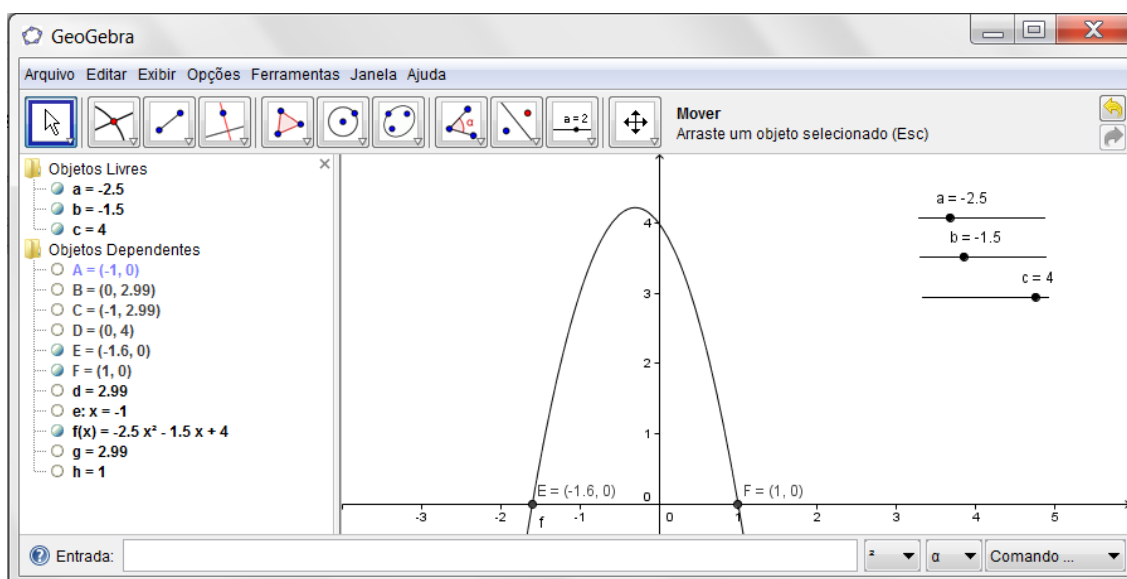 GeoGebra
Arquivo Editar Exibir Opções Ferramentas Janela Ajuda
a = 2
Mover
Arraste um objeto selecionado (Esc)
Objetos Livres
a = -2.5
b = -1.5
c = 4
Objetos Dependentes
A = (-1, 0)
B = (0, 2.99)
C = (-1, 2.99)
D = (0, 4)
E = (-1.6, 0)
F = (1, 0)
d = 2.99
e: x = -1
f(x) = -2.5 x² - 1.5 x + 4
g = 2.99
h = 1
a = -2.5
b = -1.5
c = 4
4
3
2
1
0
E = (-1.6, 0)
F = (1, 0)
f
-3 -2 -1 0 1 2 3 4 5
Entrada:
² α Comando ...